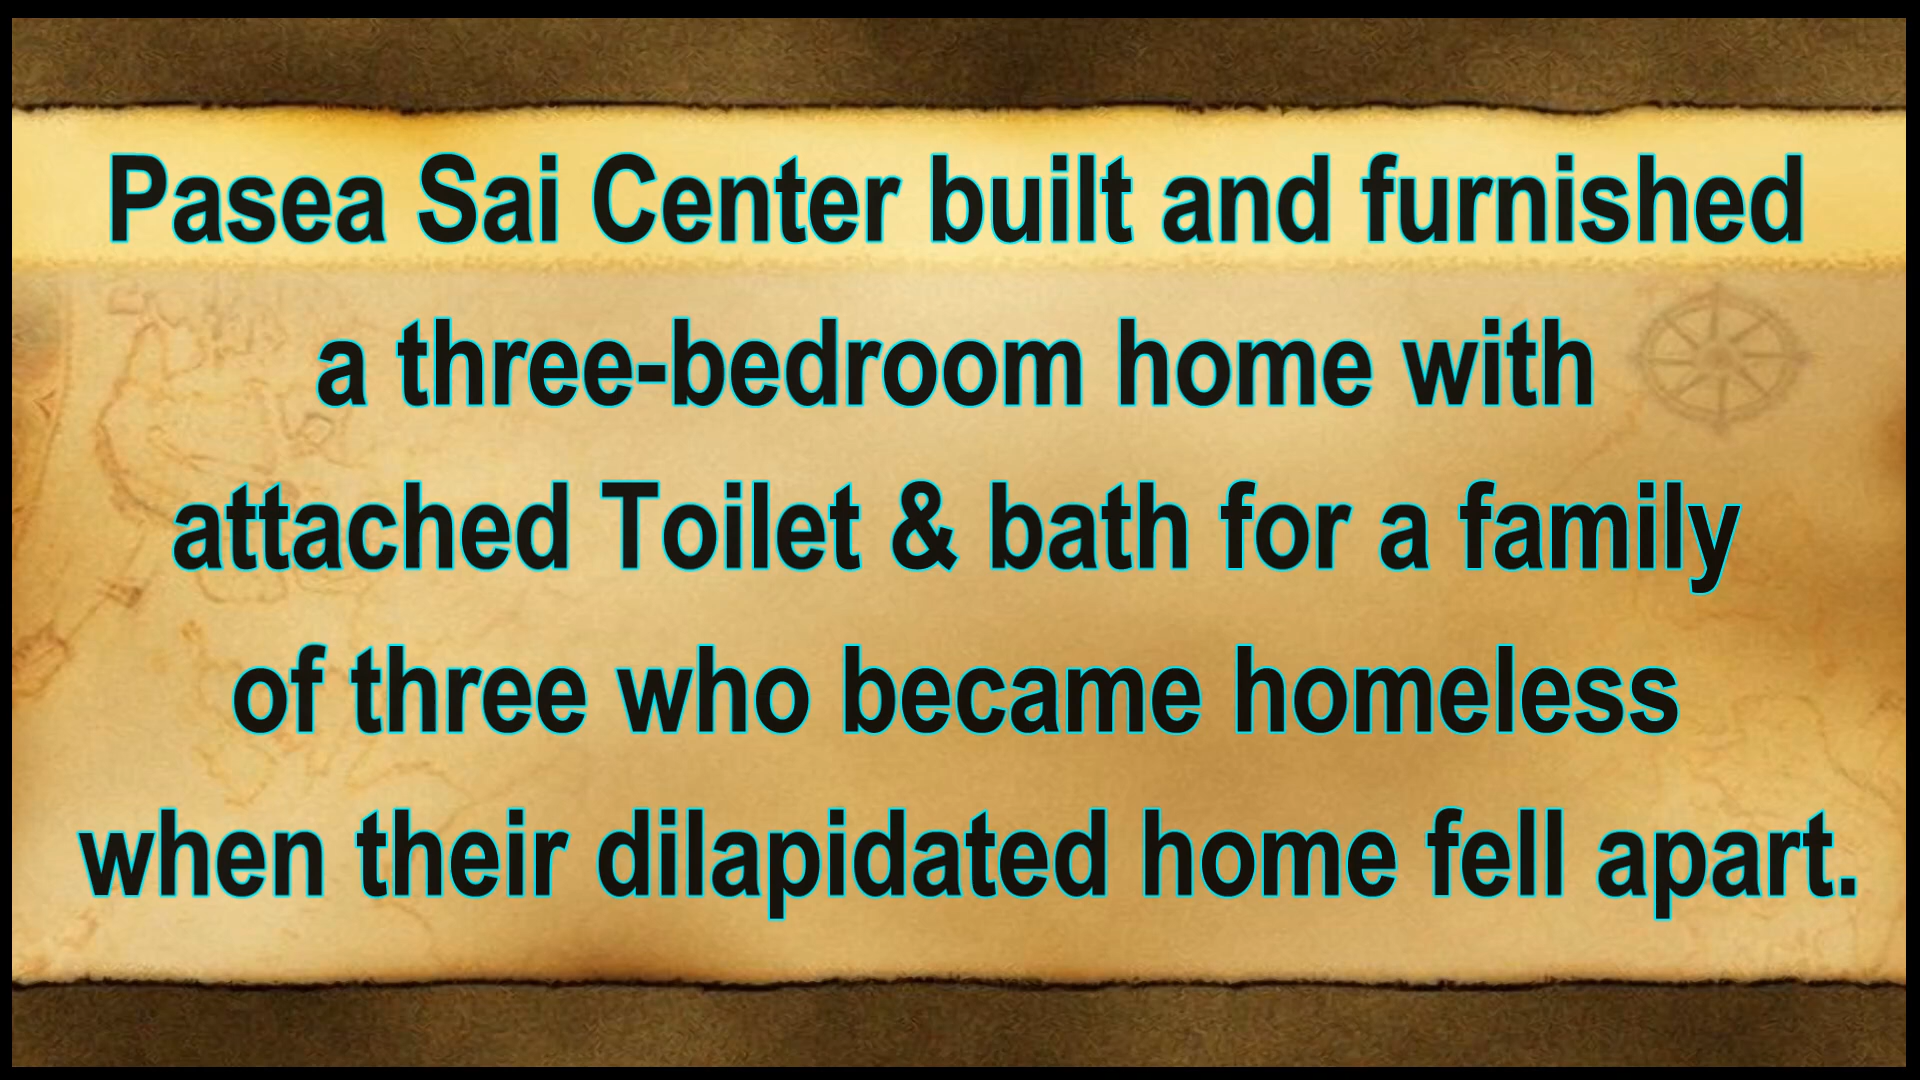 Pasea Sai Center built and furnished
a three-bedroom home with
attached Toilet & bath for a family
of three who became homeless
when their dilapidated home fell apart.